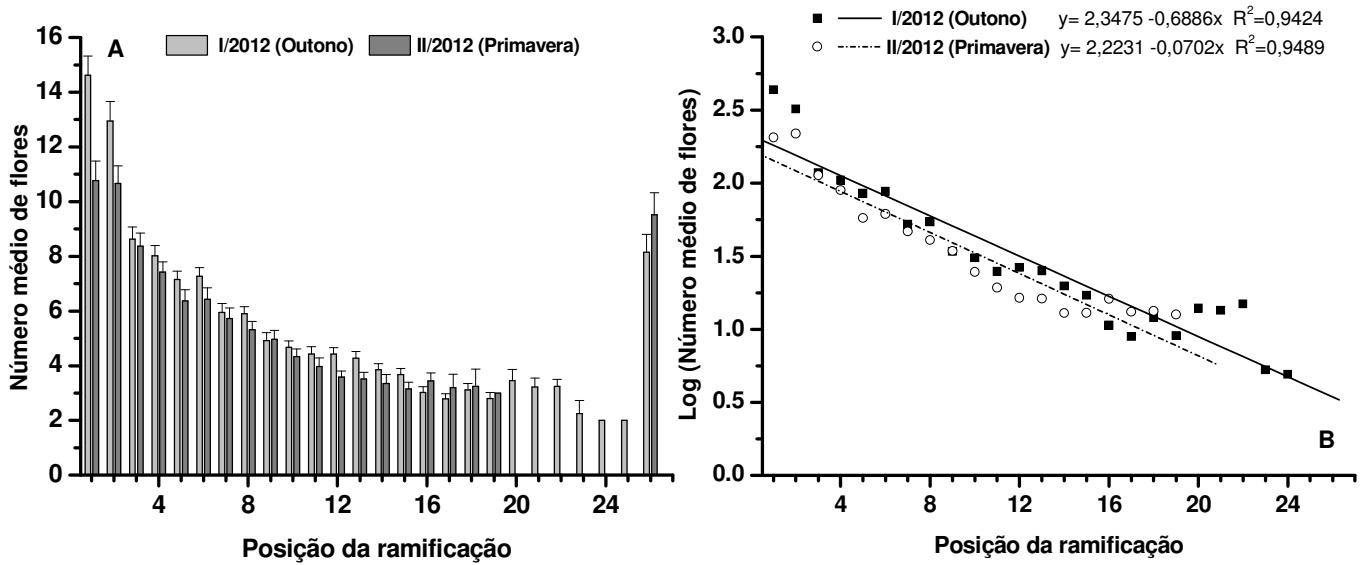 A
I/2012 (Outono) II/2012 (Primavera)
Número médio de flores
16
14
12
10
8
6
4
2
0
4 8 12 16 20 24
Posição da ramificação
I/2012 (Outono) y= 2,3475 -0,6886x R²=0,9424
II/2012 (Primavera) y= 2,2231 -0,0702x R²=0,9489
Log (Número médio de flores)
3.0
2.5
2.0
1.5
1.0
0.5
0.0
B
4 8 12 16 20 24
Posição da ramificação